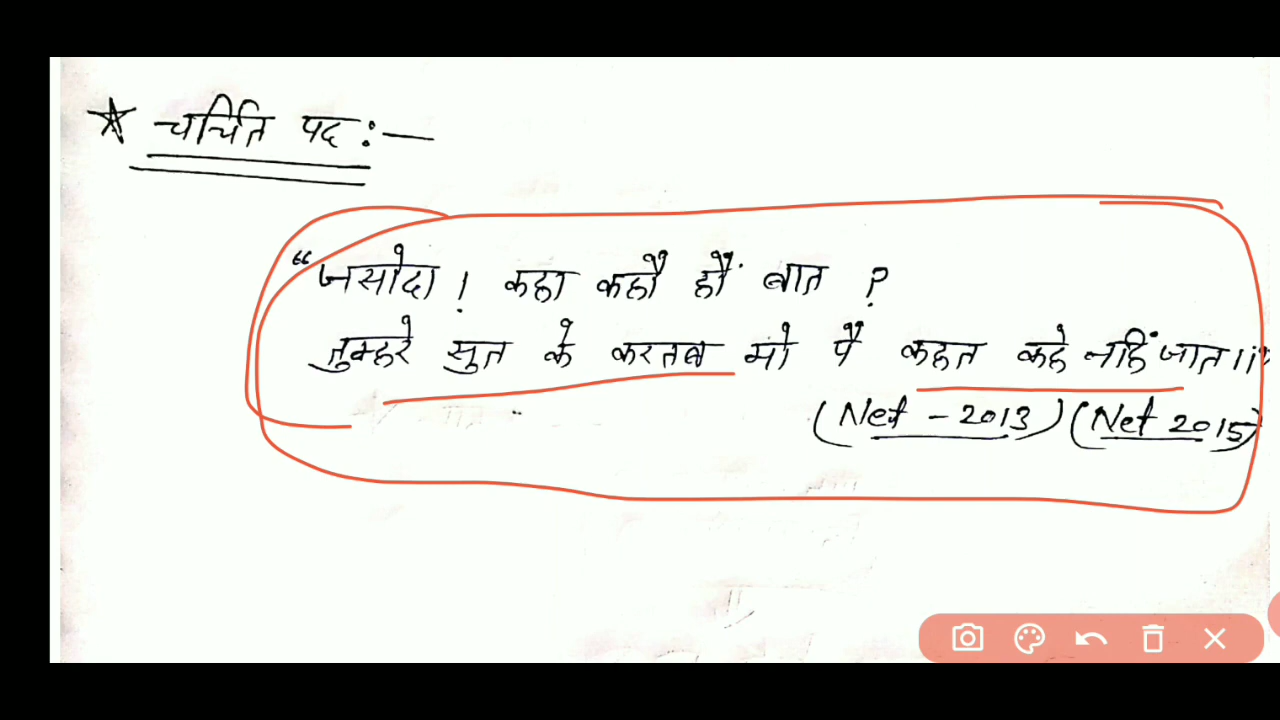 ☆ चर्चित पद :—
“जसोदा ! कहा कहौ हौं बात ?
तुम्हरे सुत के करतब मो पै कहत कहे नहिं जात ।।”
(Net - 2013) (Net 2015)